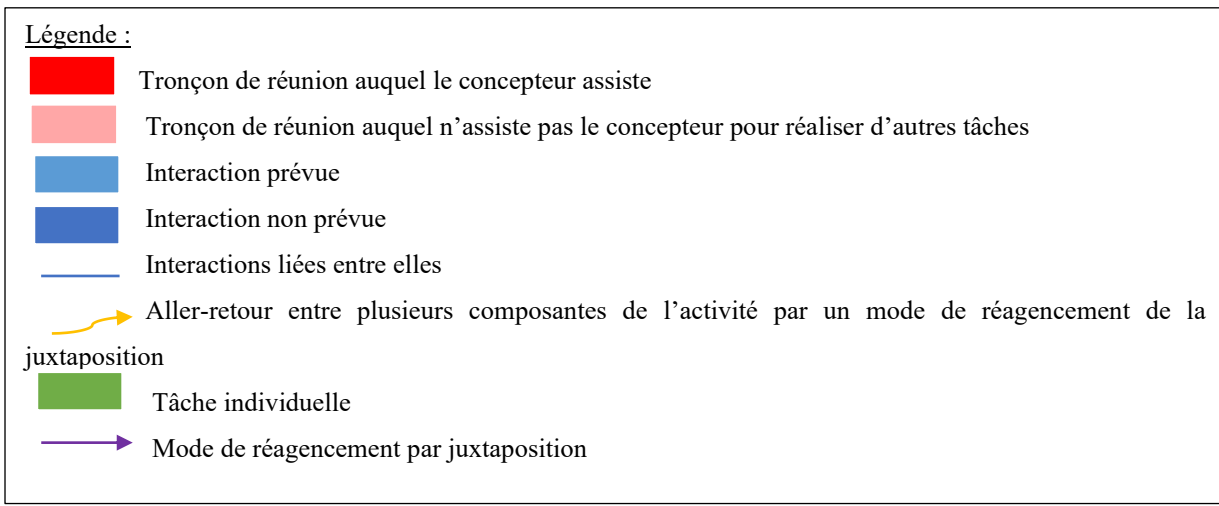 Légende :
Tronçon de réunion auquel le concepteur assiste
Tronçon de réunion auquel n’assiste pas le concepteur pour réaliser d’autres tâches
Interaction prévue
Interaction non prévue
Interactions liées entre elles
Aller-retour entre plusieurs composantes de l’activité par un mode de réagencement de la
juxtaposition
Tâche individuelle
Mode de réagencement par juxtaposition